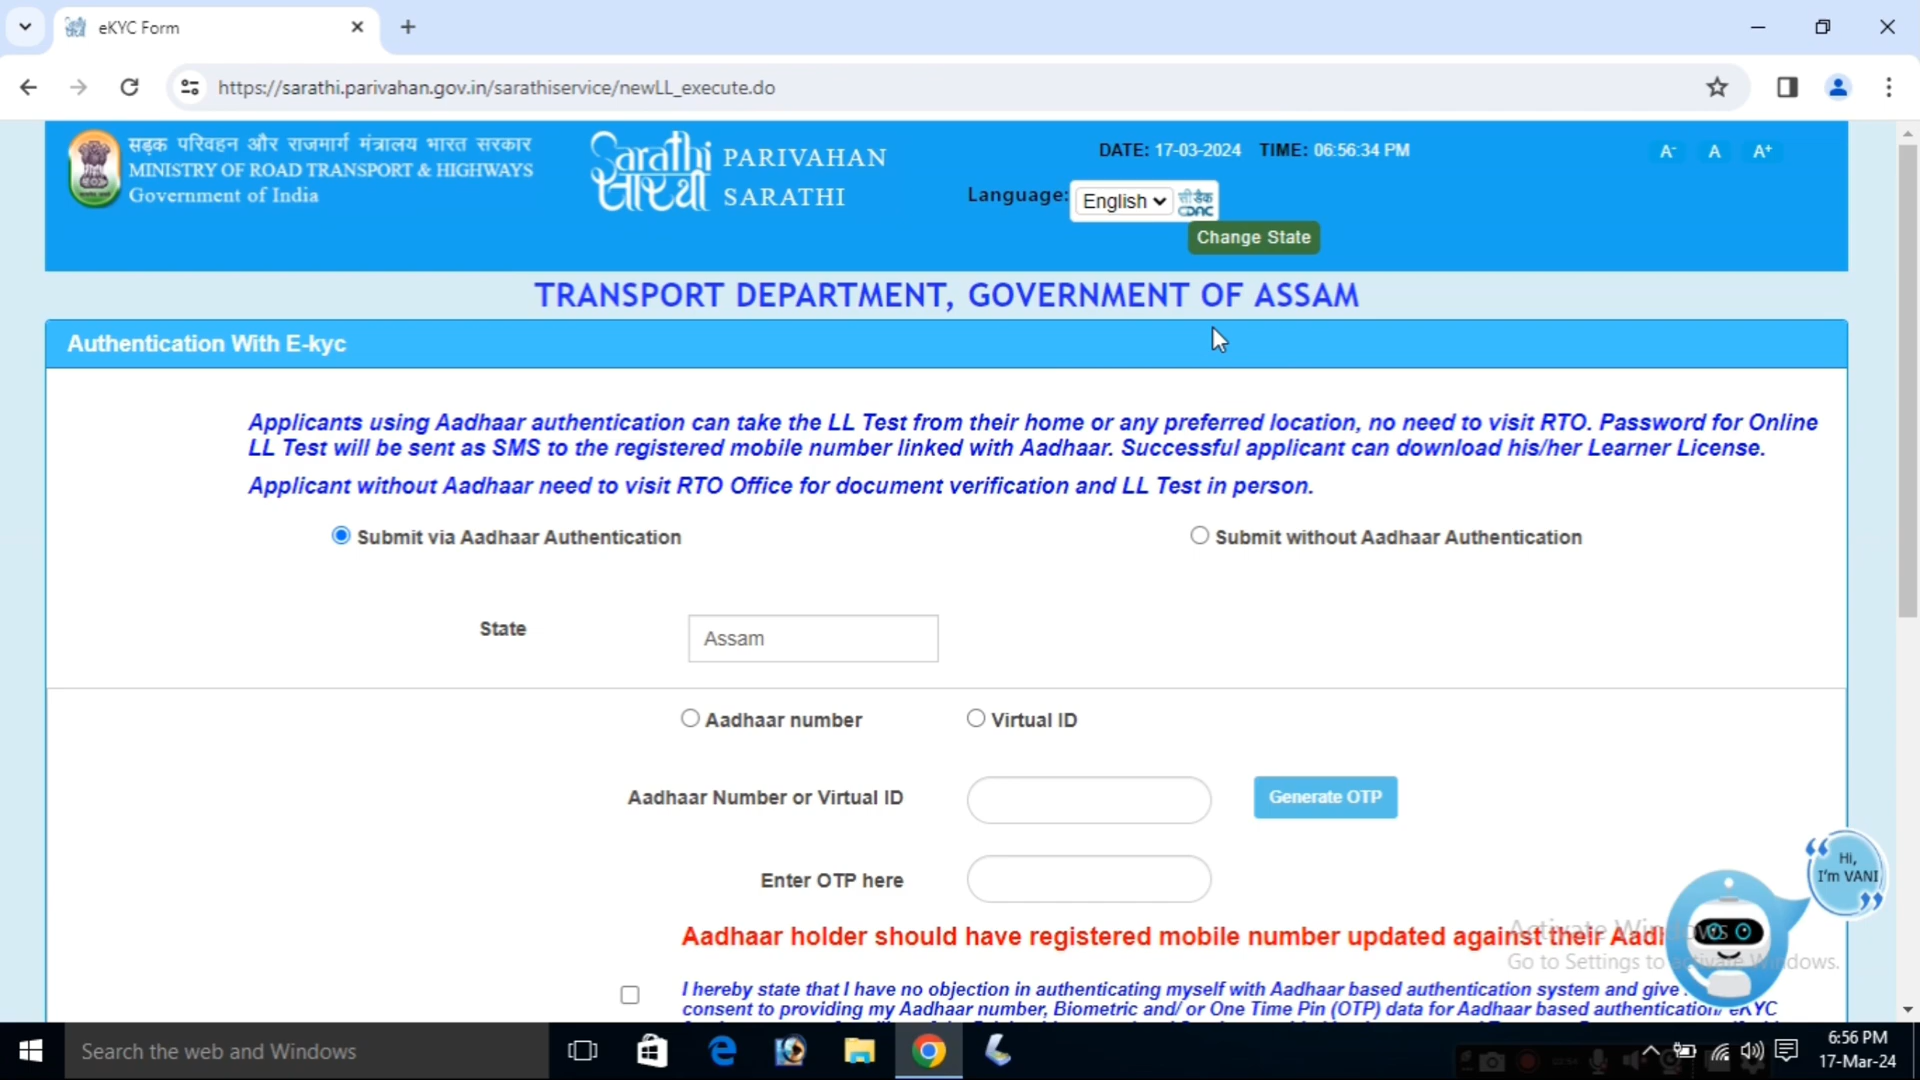 eKYC Form
https://sarathi.parivahan.gov.in/sarathiservice/newLL_execute.do
सड़क परिवहन और राजमार्ग मंत्रालय भारत सरकार
MINISTRY OF ROAD TRANSPORT & HIGHWAYS
Government of India
Sarathi
सारथी
PARIVAHAN
SARATHI
DATE: 17-03-2024 TIME: 06:56:34 PM
A- A A+
Language: English
सी डैक
CDAC
Change State
TRANSPORT DEPARTMENT, GOVERNMENT OF ASSAM
Authentication With E-kyc
Applicants using Aadhaar authentication can take the LL Test from their home or any preferred location, no need to visit RTO. Password for Online
LL Test will be sent as SMS to the registered mobile number linked with Aadhaar. Successful applicant can download his/her Learner License.
Applicant without Aadhaar need to visit RTO Office for document verification and LL Test in person.
Submit via Aadhaar Authentication Submit without Aadhaar Authentication
State Assam
Aadhaar number Virtual ID
Aadhaar Number or Virtual ID Generate OTP
Enter OTP here
Hi,
I'm VANI
Aadhaar holder should have registered mobile number updated against their
Activate
Go to Settings to activate Windows.
I hereby state that I have no objection in authenticating myself with Aadhaar based authentication system and give
consent to providing my Aadhaar number, Biometric and/ or One Time Pin (OTP) data for Aadhaar based authentication/ eKYC
Search the web and Windows
6:56 PM
17-Mar-24